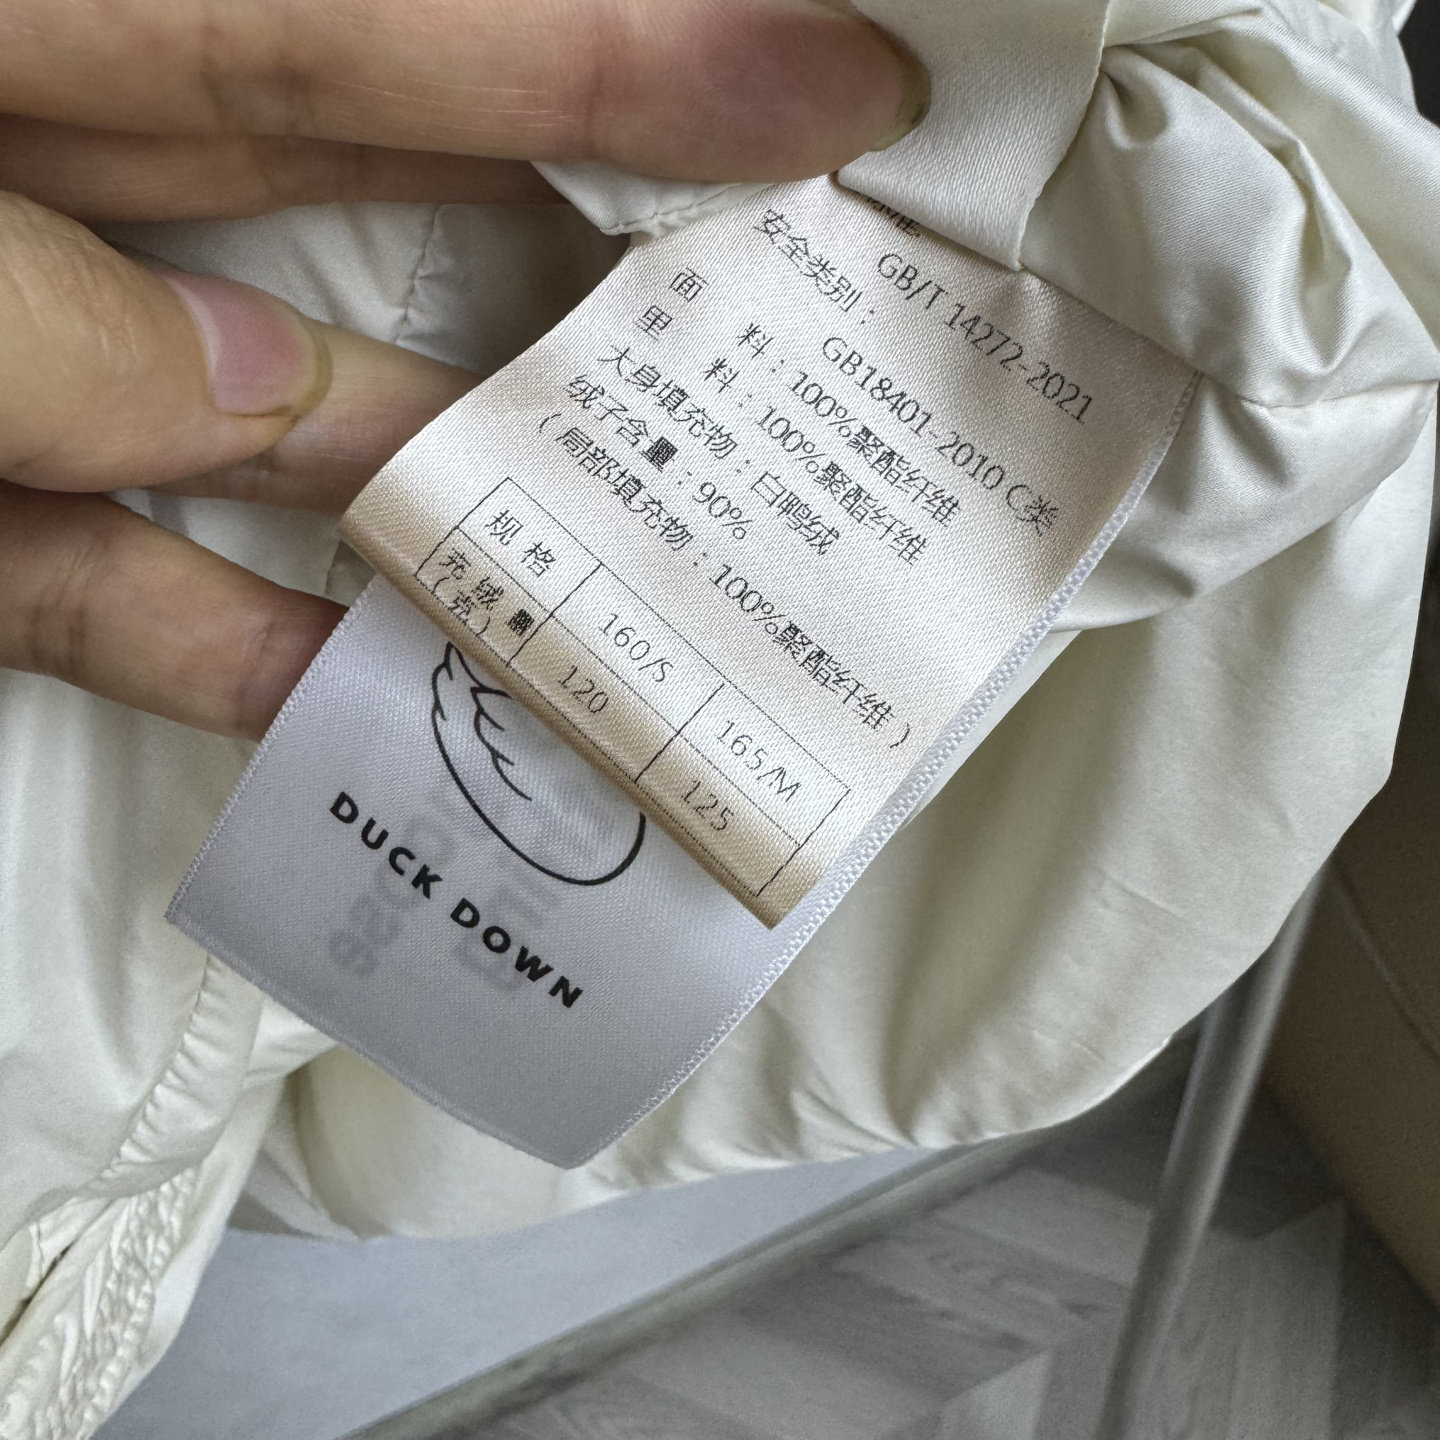 GB/T 14272-2021
安全类别：
GB18401-2010 C类
面 料：100%聚酯纤维
里 料：100%聚酯纤维
大身填充物：白鸭绒
绒子含量：90%
（局部填充物：100%聚酯纤维）
规 格 160/S 165/M
充绒量（克） 120 125
DUCK DOWN